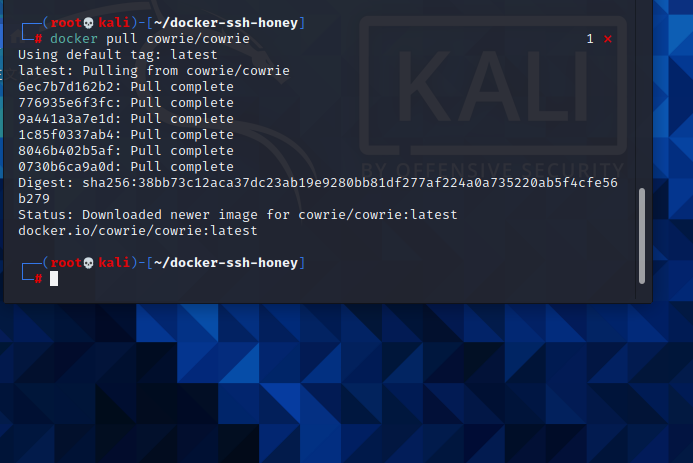 ┌──(root💀kali)-[~/docker-ssh-honey]
└─# docker pull cowrie/cowrie 1 ⨯
Using default tag: latest
latest: Pulling from cowrie/cowrie
6ec7b7d162b2: Pull complete
776935e6f3fc: Pull complete
9a441a3a7e1d: Pull complete
1c85f0337ab4: Pull complete
8046b402b5af: Pull complete
0730b6ca9a0d: Pull complete
Digest: sha256:38bb73c12aca37dc23ab19e9280bb81df277af224a0a735220ab5f4cfe56
b279
Status: Downloaded newer image for cowrie/cowrie:latest
docker.io/cowrie/cowrie:latest
┌──(root💀kali)-[~/docker-ssh-honey]
└─#
KALI
BY OFFENSIVE SECURITY